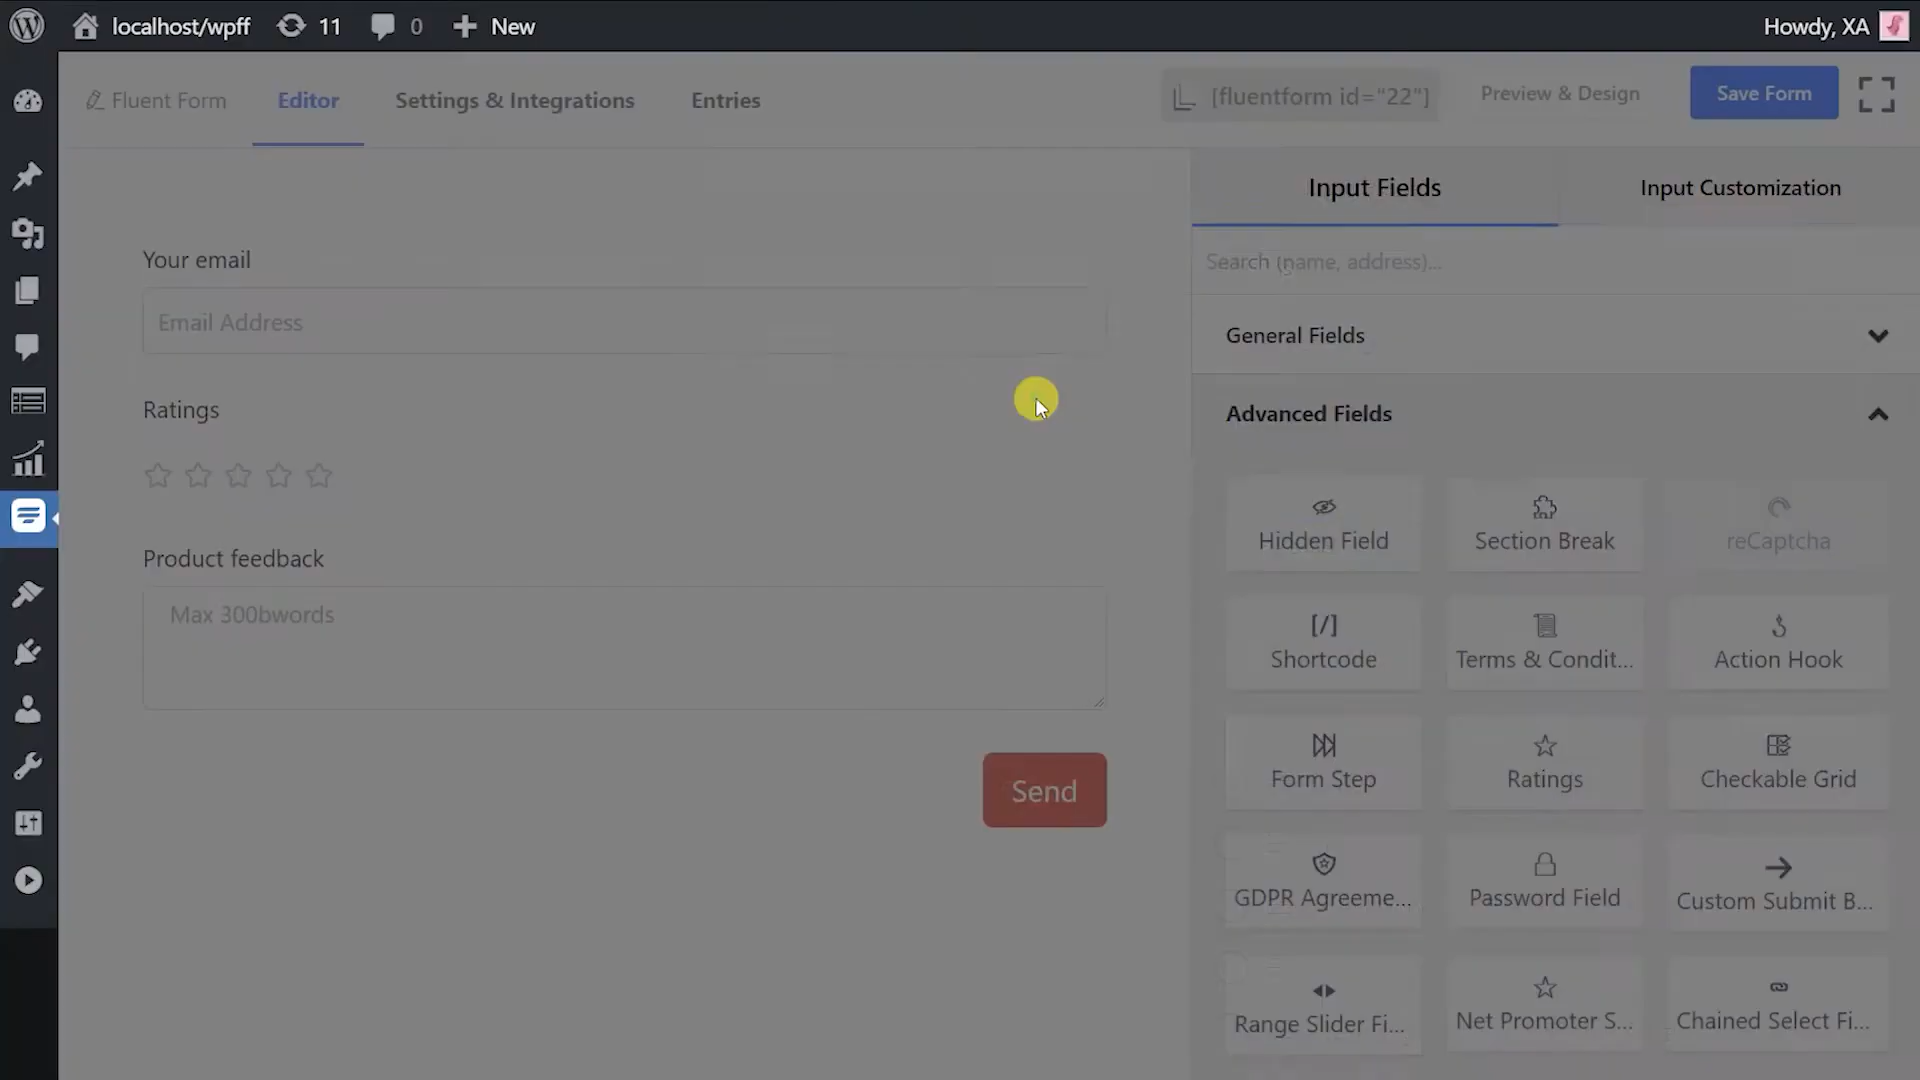 localhost/wpff 11 0 New Howdy, XA
Fluent Form Editor Settings & Integrations Entries [fluentform id="22"] Preview & Design Save Form
Input Fields Input Customization
Search (name, address)...
Your email
Email Address
Ratings
Product feedback
Max 300bwords
Send
General Fields
Advanced Fields
Hidden Field Section Break reCaptcha
[/]
Shortcode Terms & Condit... Action Hook
Form Step Ratings Checkable Grid
GDPR Agreeme... Password Field Custom Submit B...
Range Slider Fi... Net Promoter S... Chained Select Fi...